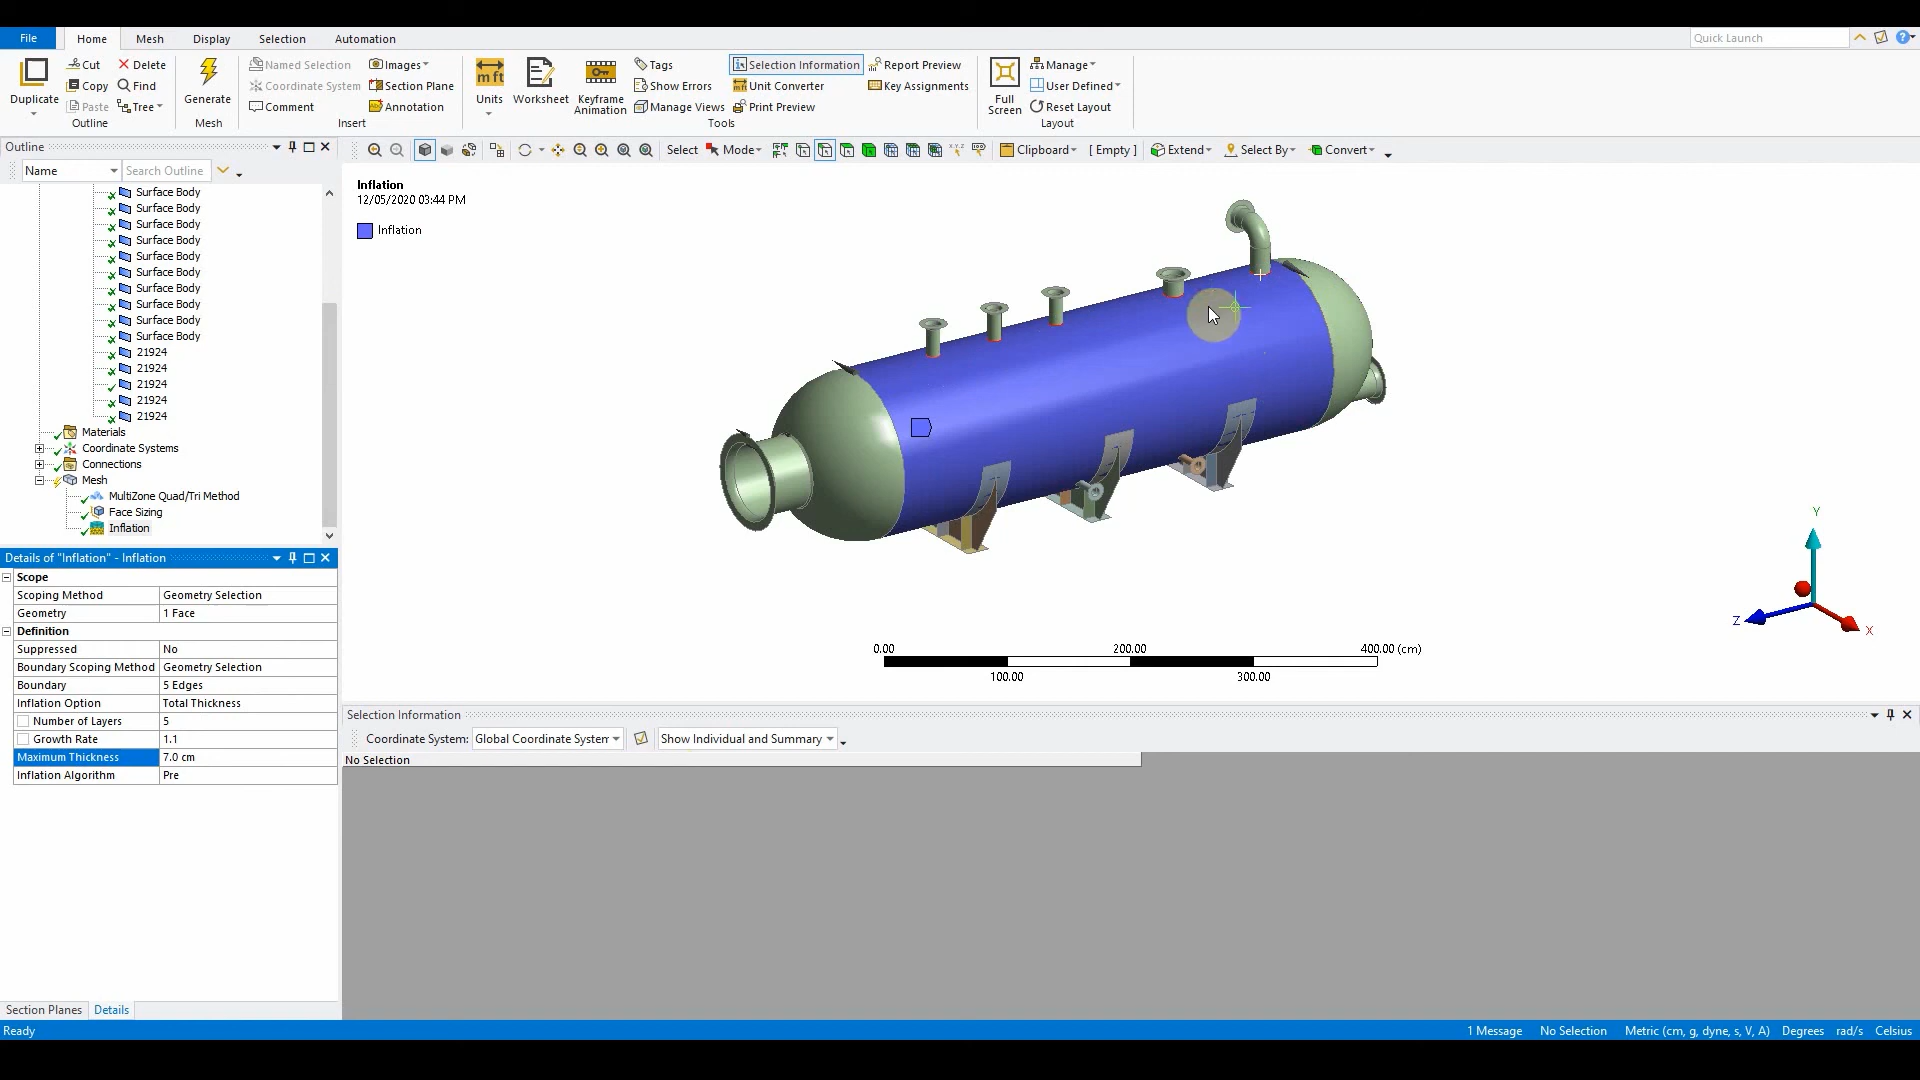 File Home Mesh Display Selection Automation Quick Launch
Cut Delete Named Selection Images Tags Selection Information Report Preview Manage
Duplicate Copy Find Generate Coordinate System Section Plane Units Worksheet Keyframe Animation Show Errors Unit Converter Key Assignments Full Screen User Defined
Paste Tree Comment Annotation Manage Views Print Preview Reset Layout
Outline Mesh Insert Tools Layout
Outline
Name Search Outline
Select Mode Clipboard [ Empty ] Extend Select By Convert
Surface Body
Surface Body
Surface Body
Surface Body
Surface Body
Surface Body
Surface Body
Surface Body
Surface Body
Surface Body
21924
21924
21924
21924
21924
Materials
Coordinate Systems
Connections
Mesh
MultiZone Quad/Tri Method
Face Sizing
Inflation
Details of "Inflation" - Inflation
Scope
Scoping Method Geometry Selection
Geometry 1 Face
Definition
Suppressed No
Boundary Scoping Method Geometry Selection
Boundary 5 Edges
Inflation Option Total Thickness
Number of Layers 5
Growth Rate 1.1
Maximum Thickness 7.0 cm
Inflation Algorithm Pre
Section Planes Details
Inflation
12/05/2020 03:44 PM
Inflation
Y
Z
X
0.00 200.00 400.00 (cm)
100.00 300.00
Selection Information
Coordinate System: Global Coordinate System Show Individual and Summary
No Selection
Ready 1 Message No Selection Metric (cm, g, dyne, s, V, A) Degrees rad/s Celsius